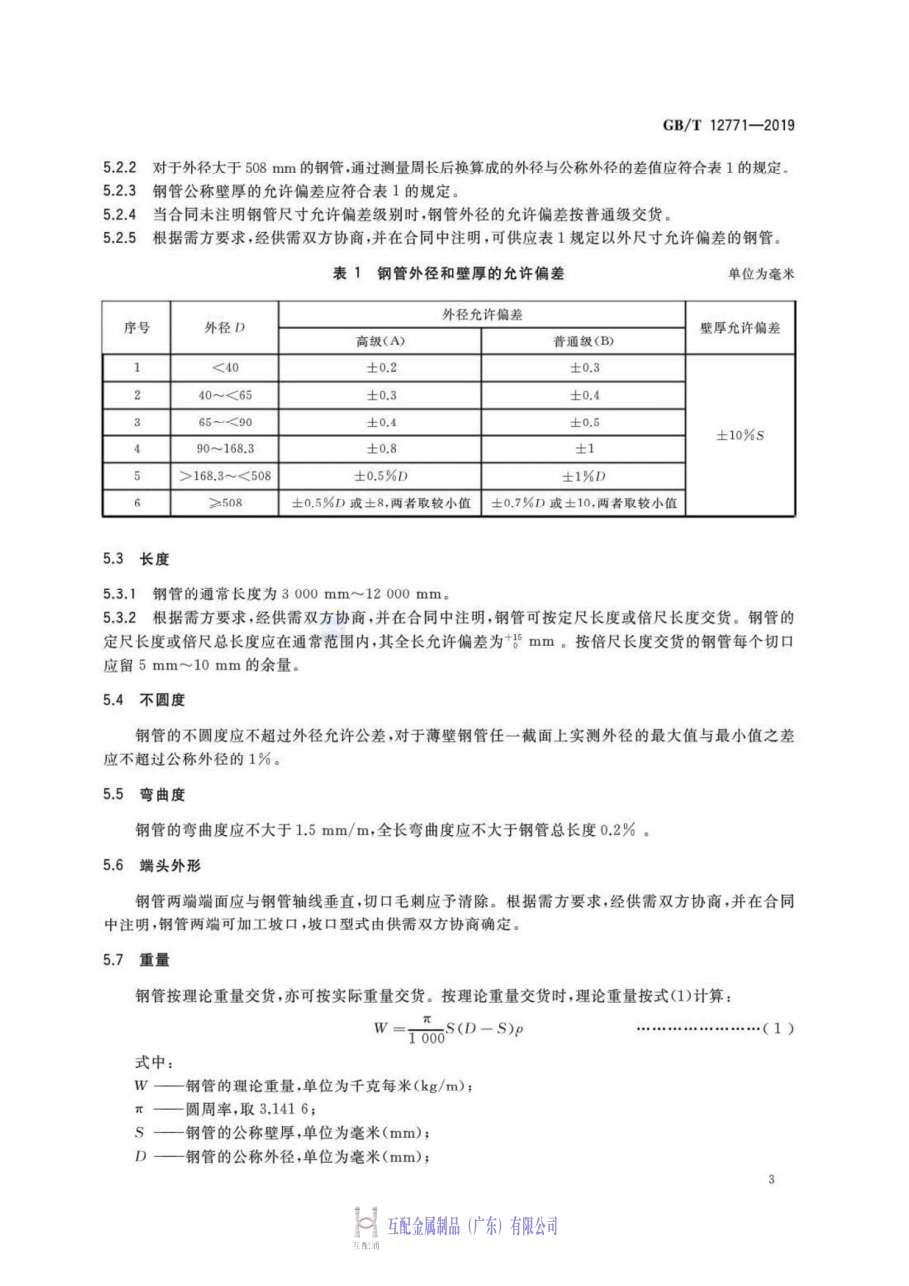 GB/T 12771—2019
5.2.2 对于外径大于 508 mm 的钢管,通过测量周长后换算成的外径与公称外径的差值应符合表 1 的规定。
5.2.3 钢管公称壁厚的允许偏差应符合表 1 的规定。
5.2.4 当合同未注明钢管尺寸允许偏差级别时,钢管外径的允许偏差按普通级交货。
5.2.5 根据需方要求,经供需双方协商,并在合同中注明,可供应表 1 规定以外尺寸允许偏差的钢管。
表 1 钢管外径和壁厚的允许偏差 单位为毫米
序号 外径 D 外径允许偏差 壁厚允许偏差
高级(A) 普通级(B)
1 <40 ±0.2 ±0.3
2 40~<65 ±0.3 ±0.4
3 65~<90 ±0.4 ±0.5
±10%S
4 90~168.3 ±0.8 ±1
5 >168.3~<508 ±0.5%D ±1%D
6 ≥508 ±0.5%D 或±8,两者取较小值 ±0.7%D 或±10,两者取较小值
5.3 长度
5.3.1 钢管的通常长度为 3 000 mm~12 000 mm。
5.3.2 根据需方要求,经供需双方协商,并在合同中注明,钢管可按定尺长度或倍尺长度交货。钢管的
定尺长度或倍尺总长度应在通常范围内,其全长允许偏差为+15 0 mm 。按倍尺长度交货的钢管每个切口
应留 5 mm~10 mm 的余量。
5.4 不圆度
钢管的不圆度应不超过外径允许公差,对于薄壁钢管任一截面上实测外径的最大值与最小值之差
应不超过公称外径的 1%。
5.5 弯曲度
钢管的弯曲度应不大于 1.5 mm/m,全长弯曲度应不大于钢管总长度 0.2% 。
5.6 端头外形
钢管两端端面应与钢管轴线垂直,切口毛刺应予清除。根据需方要求,经供需双方协商,并在合同
中注明,钢管两端可加工坡口,坡口型式由供需双方协商确定。
5.7 重量
钢管按理论重量交货,亦可按实际重量交货。按理论重量交货时,理论重量按式(1)计算:
W = π/1 000 S(D − S)ρ ……………………( 1 )
式中:
W ——钢管的理论重量,单位为千克每米(kg/m);
π ——圆周率,取 3.141 6;
S ——钢管的公称壁厚,单位为毫米(mm);
D ——钢管的公称外径,单位为毫米(mm);
3
互配金属制品(广东)有限公司
互配通